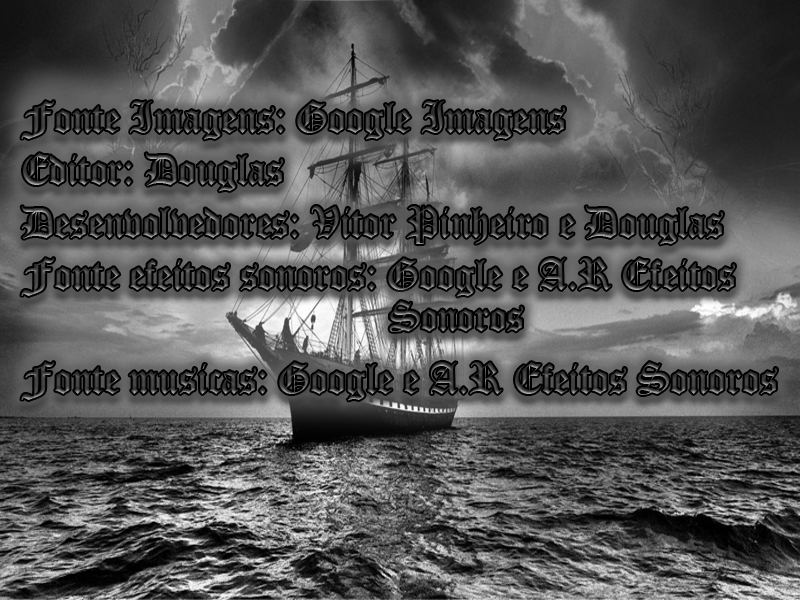 Fonte Imagens: Google Imagens
Editor: Douglas
Desenvolvedores: Vitor Pinheiro e Douglas
Fonte efeitos sonoros: Google e A.R Efeitos
Sonoros
Fonte musicas: Google e A.R Efeitos Sonoros